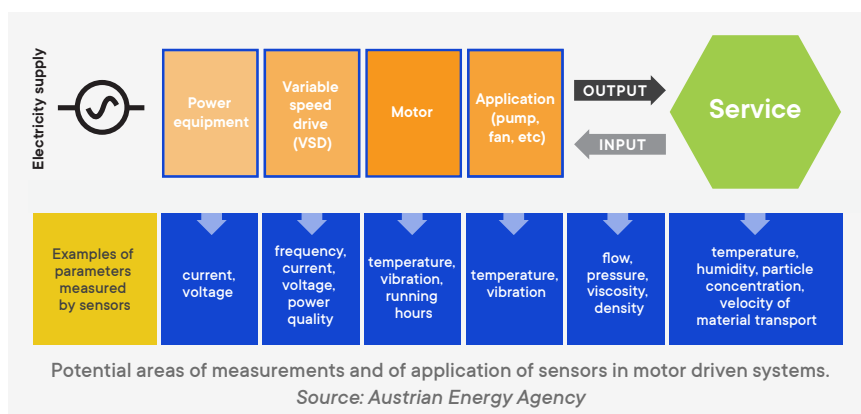 Electricity supply
Power
equipment
Variable
speed
drive
(VSD)
Motor
Application
(pump,
fan, etc)
OUTPUT
INPUT
Service
Examples of
parameters
measured
by sensors
current,
voltage
frequency,
current,
voltage,
power
quality
temperature,
vibration,
running
hours
temperature,
vibration
flow,
pressure,
viscosity,
density
temperature,
humidity, particle
concentration,
velocity of
material transport
Potential areas of measurements and of application of sensors in motor driven systems.
Source: Austrian Energy Agency